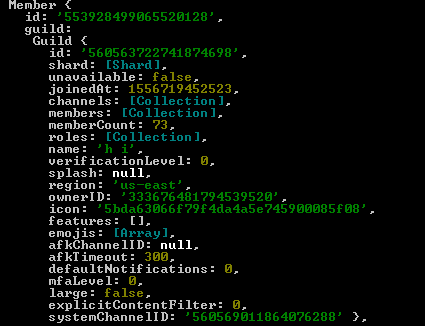 Member {
id: '553928499065520128',
guild:
Guild {
id: '560563722741874698',
shard: [Shard],
unavailable: false,
joinedAt: 1556719452523,
channels: [Collection],
members: [Collection],
memberCount: 73,
roles: [Collection],
name: 'h i',
verificationLevel: 0,
splash: null,
region: 'us-east',
ownerID: '333676481794539520',
icon: '5bda63066f79f4da4a5e745900085f08',
features: [],
emojis: [Array],
afkChannelID: null,
afkTimeout: 300,
defaultNotifications: 0,
mfaLevel: 0,
large: false,
explicitContentFilter: 0,
systemChannelID: '560569011864076288' },